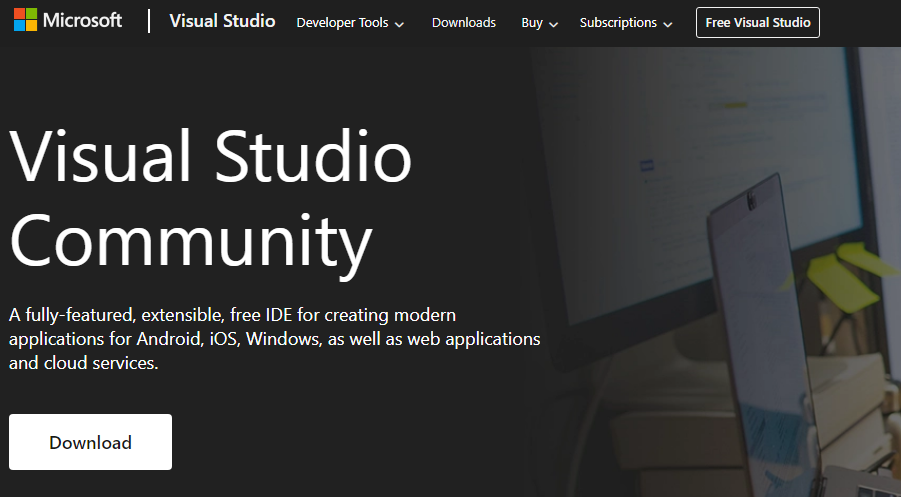 Microsoft | Visual Studio Developer Tools Downloads Buy Subscriptions Free Visual Studio
Visual Studio
Community
A fully-featured, extensible, free IDE for creating modern
applications for Android, iOS, Windows, as well as web applications
and cloud services.
Download